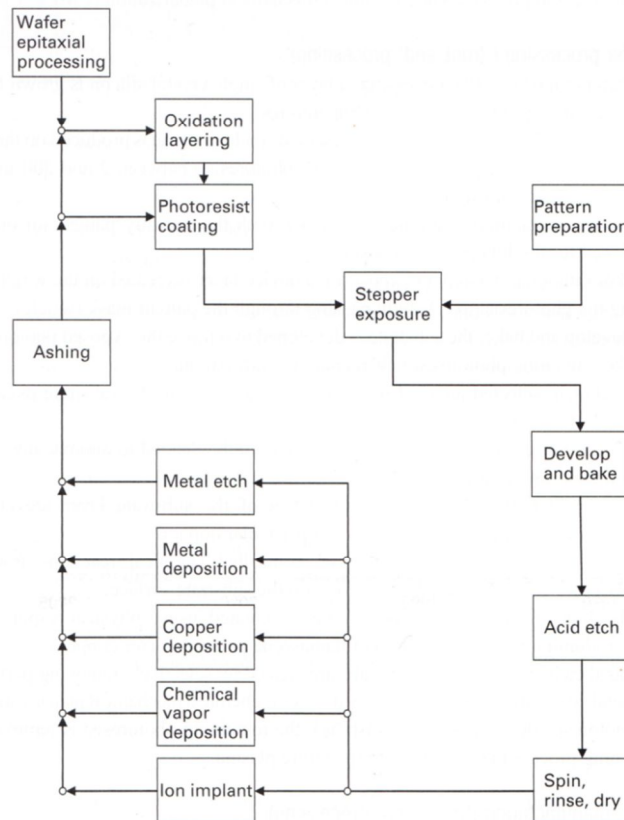 Wafer
epitaxial
processing
Oxidation
layering
Photoresist
coating
Pattern
preparation
Stepper
exposure
Ashing
Develop
and bake
Metal etch
Metal
deposition
Copper
deposition
Acid etch
Chemical
vapor
deposition
Ion implant
Spin,
rinse, dry